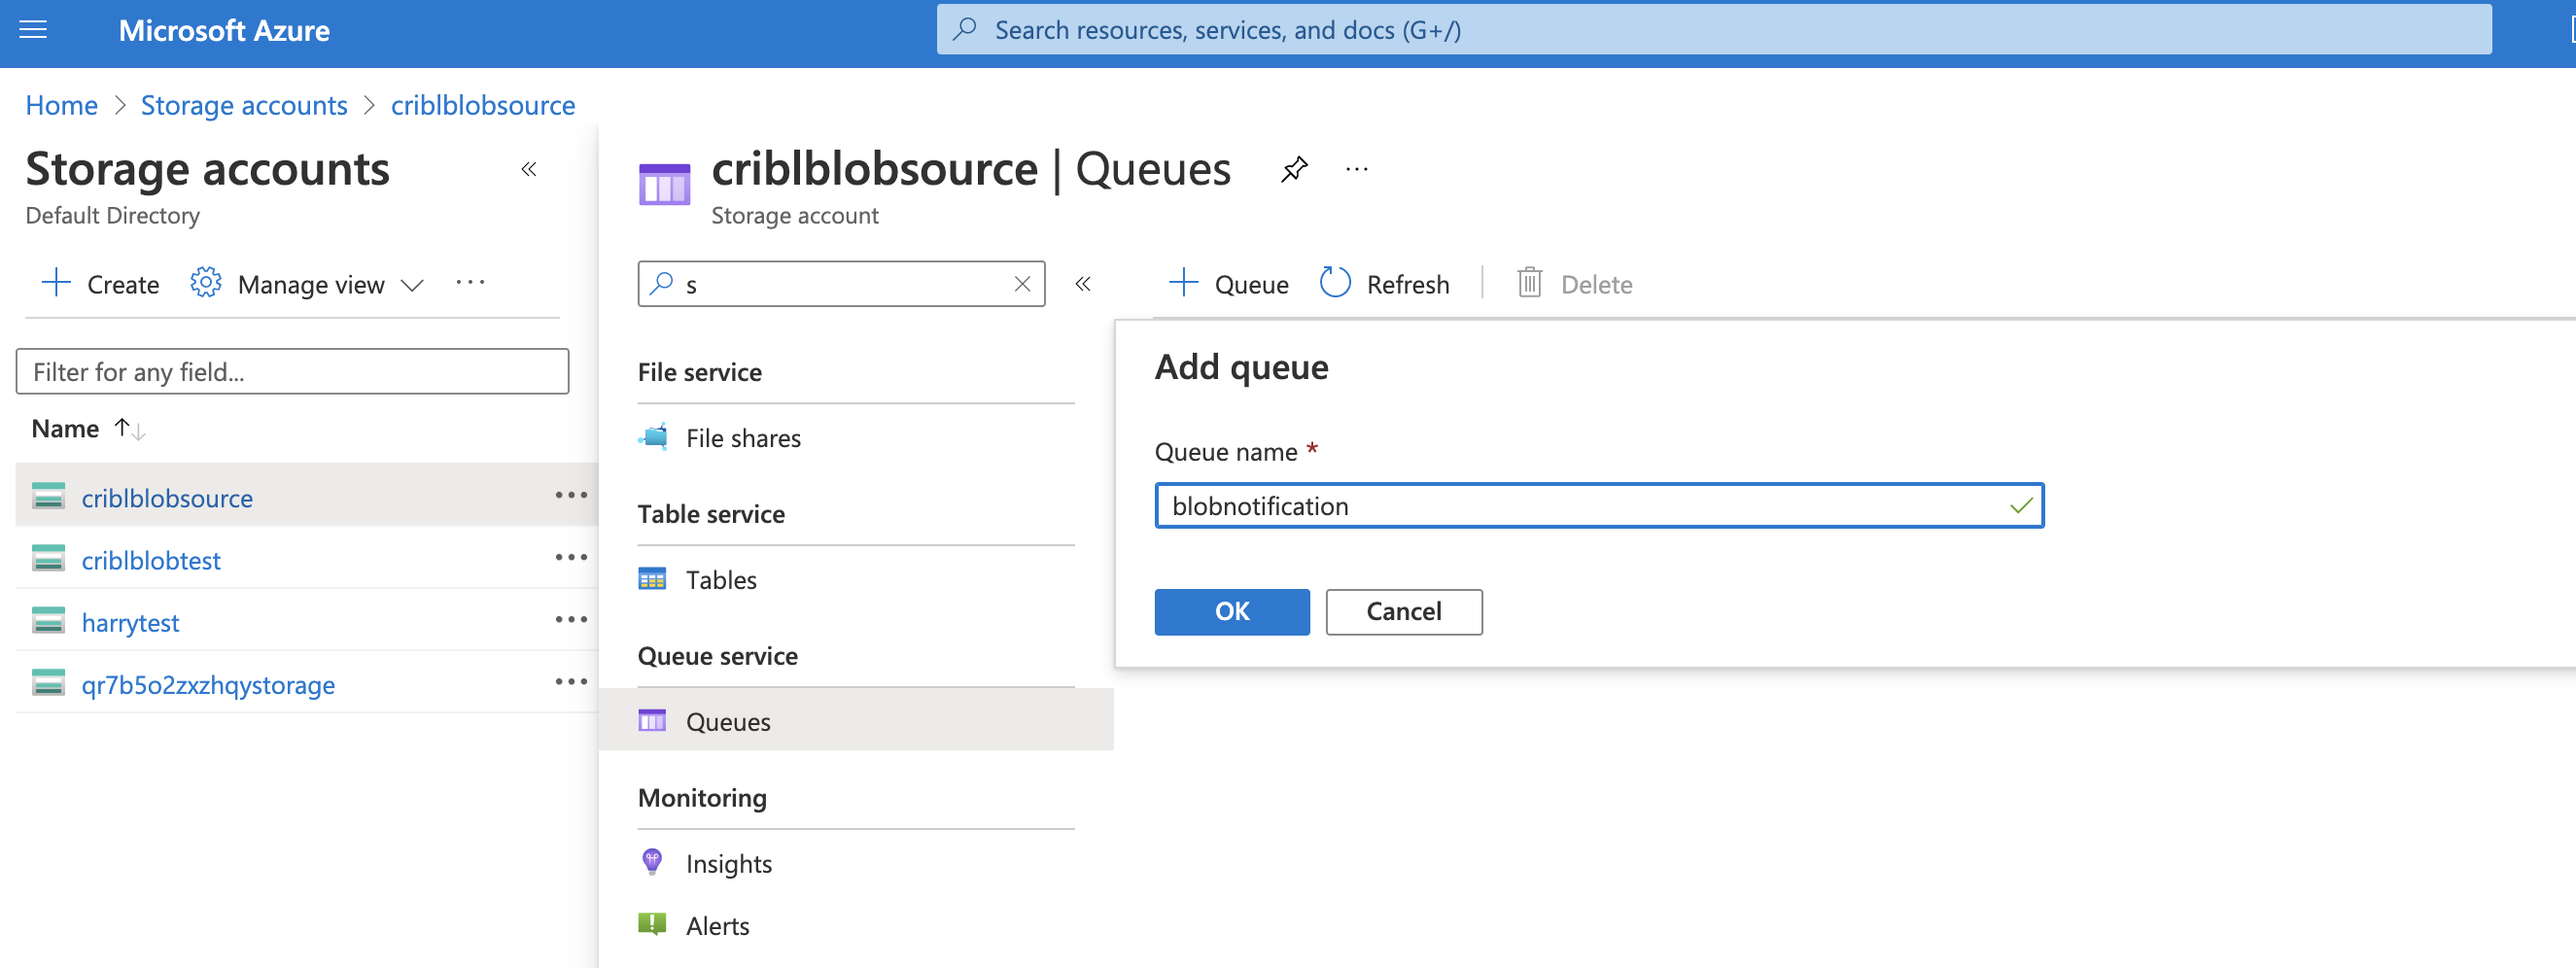 Microsoft Azure
Search resources, services, and docs (G+/)
Home > Storage accounts > criblblobsource
Storage accounts «
Default Directory
+ Create Manage view ...
Filter for any field...
Name ↑↓
criblblobsource ...
criblblobtest ...
harrytest ...
qr7b5o2zxzhqystorage ...
criblblobsource | Queues ...
Storage account
s
«
File service
File shares
Table service
Tables
Queue service
Queues
Monitoring
Insights
Alerts
+ Queue Refresh | Delete
Add queue
Queue name *
blobnotification
OK Cancel